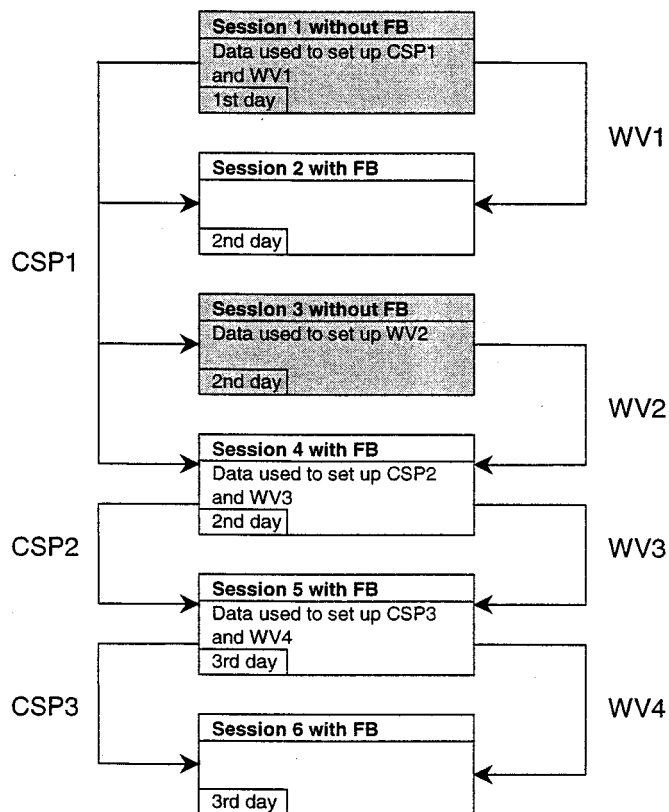 Session 1 without FB
Data used to set up CSP1
and WV1
1st day
WV1
Session 2 with FB
2nd day
CSP1
Session 3 without FB
Data used to set up WV2
2nd day
WV2
Session 4 with FB
Data used to set up CSP2
and WV3
2nd day
CSP2
WV3
Session 5 with FB
Data used to set up CSP3
and WV4
3rd day
CSP3
WV4
Session 6 with FB
3rd day